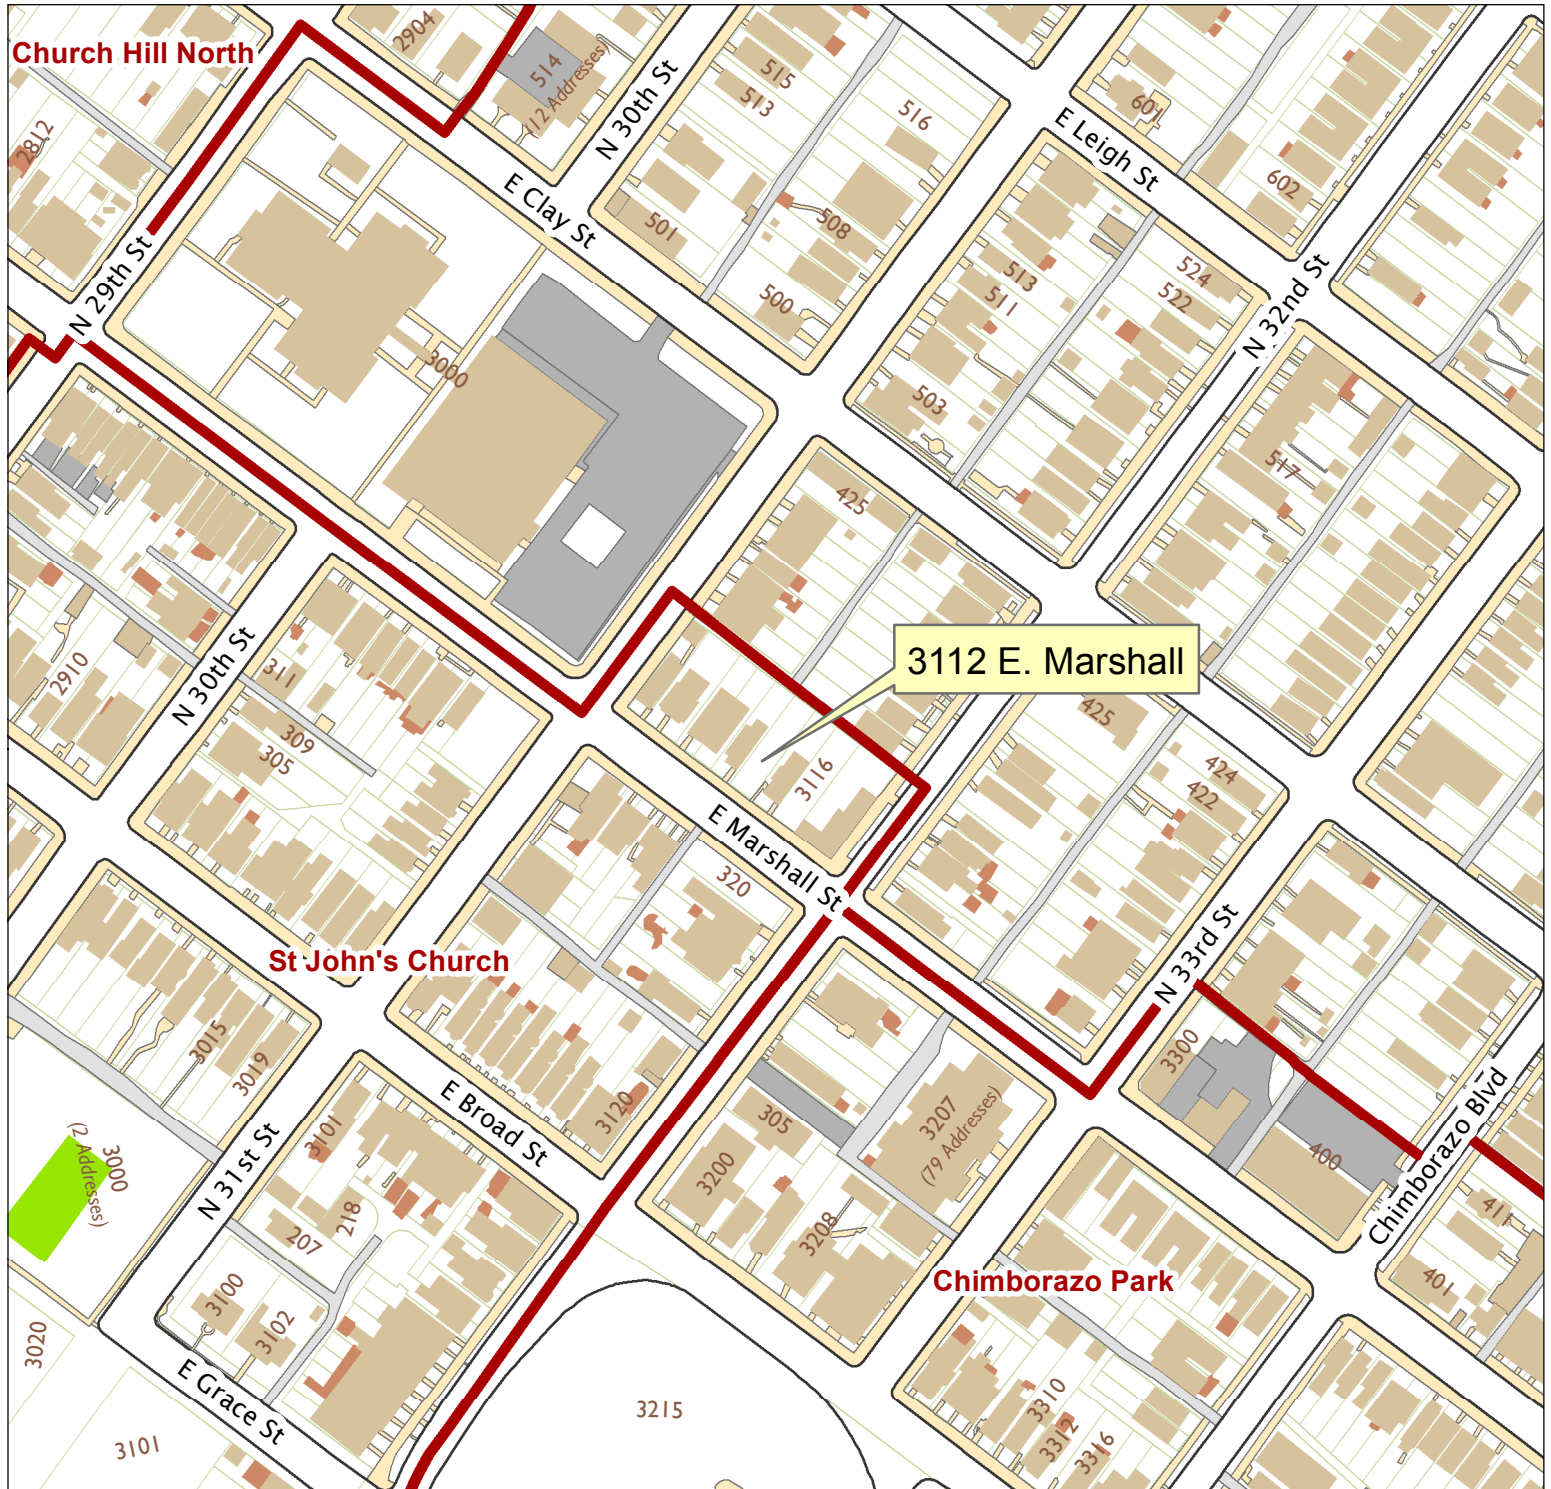 Church Hill North
2904
514
(12 Addresses)
N 30th St
515
513
516
601
E Leigh St
602
2812
E Clay St
501
508
500
513
511
524
522
N 32nd St
N 29th St
3000
503
517
425
2910
N 30th St
311
309
305
3112 E. Marshall
425
424
422
3116
E Marshall St
320
St John's Church
N 33rd St
3015
3019
3300
3207
(79 Addresses)
305
3120
E Broad St
3101
N 31st St
3000
(2 Addresses)
218
207
3200
3208
400
Chimborazo Blvd
411
401
Chimborazo Park
3100
3102
3020
E Grace St
3101
3215
3310
3312
3316